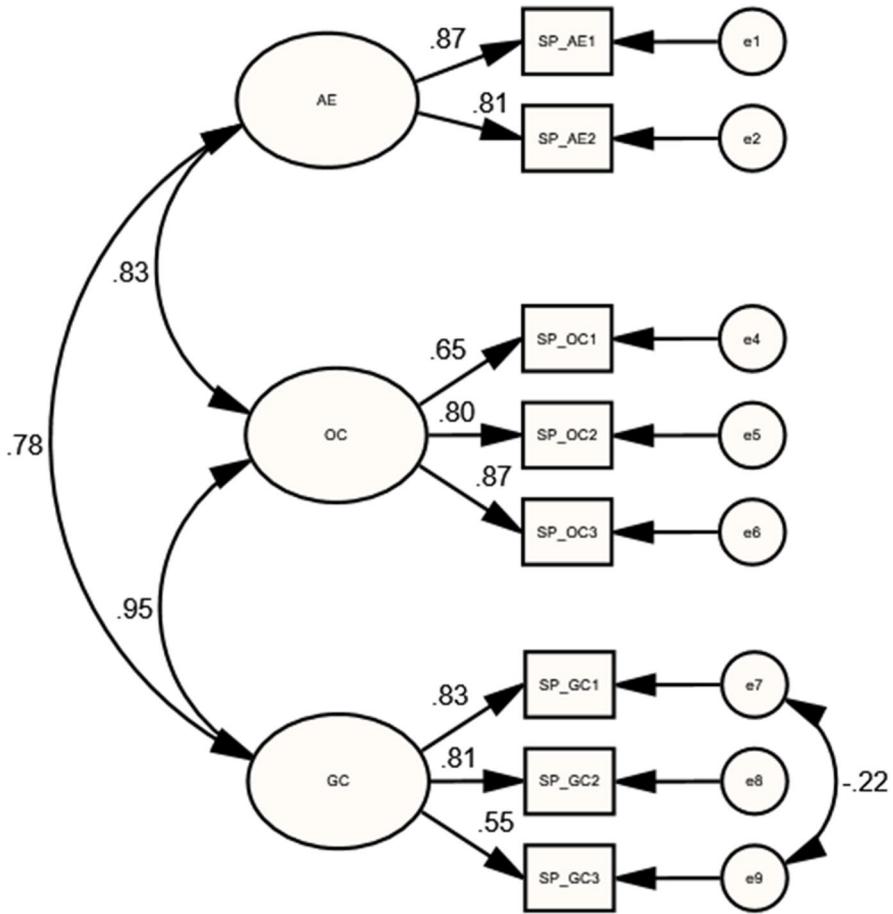 .87
SP_AE1
e1
AE
.81
SP_AE2
e2
.83
.65
SP_OC1
e4
.78
OC
.80
SP_OC2
e5
.87
SP_OC3
e6
.95
.83
SP_GC1
e7
GC
.81
SP_GC2
e8
-.22
.55
SP_GC3
e9